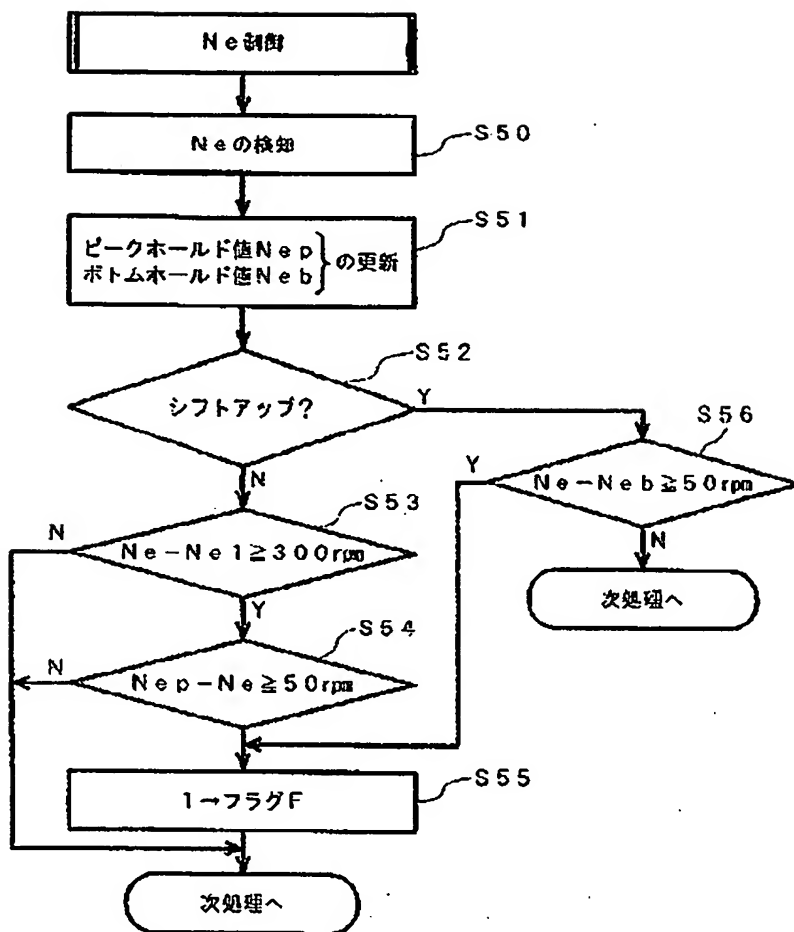 Ne制御
Neの検知
S50
S51
ピークホールド値Nep
ボトムホールド値Neb
}の更新
S52
シフトアップ?
Y
S56
Y
Ne-Neb≧50rpm
N
次処理へ
N
S53
N
Ne-Ne1≧300rpm
Y
S54
N
Nep-Ne≧50rpm
1→フラグF
S55
次処理へ